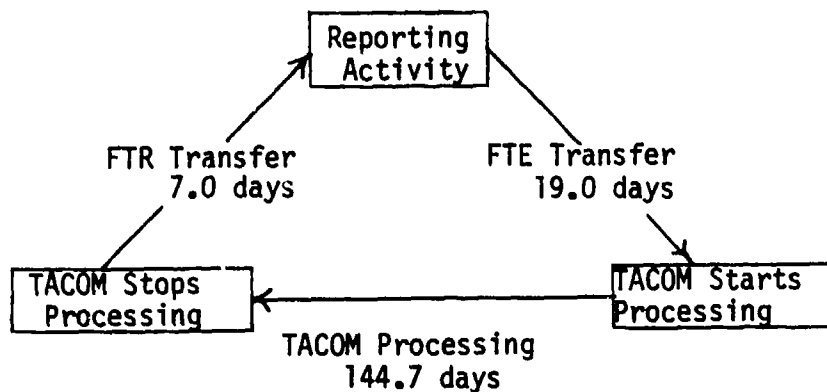 Reporting
Activity
FTR Transfer
7.0 days
FTE Transfer
19.0 days
TACOM Stops
Processing
TACOM Starts
Processing
TACOM Processing
144.7 days